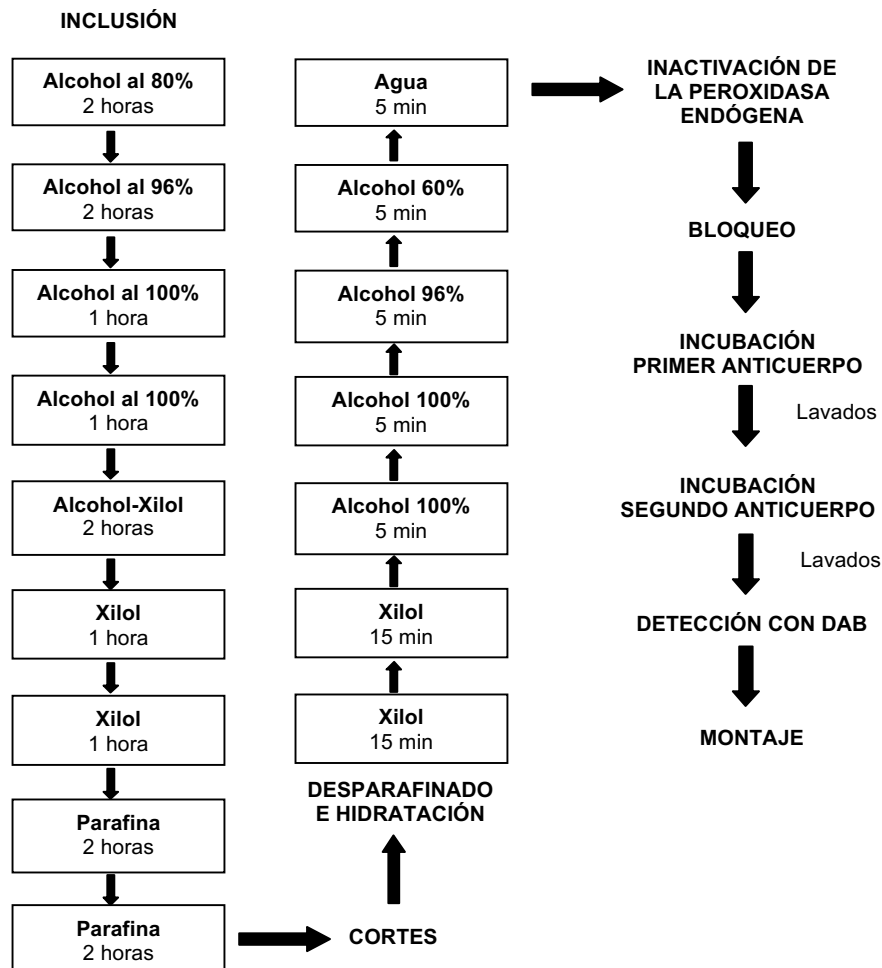 INCLUSIÓN
Alcohol al 80%
2 horas
Alcohol al 96%
2 horas
Alcohol al 100%
1 hora
Alcohol al 100%
1 hora
Alcohol-Xilol
2 horas
Xilol
1 hora
Xilol
1 hora
Parafina
2 horas
Parafina
2 horas
CORTES
DESPARAFINADO
E HIDRATACIÓN
Xilol
15 min
Xilol
15 min
Alcohol 100%
5 min
Alcohol 100%
5 min
Alcohol 96%
5 min
Alcohol 60%
5 min
Agua
5 min
INACTIVACIÓN DE
LA PEROXIDASA
ENDÓGENA
BLOQUEO
INCUBACIÓN
PRIMER ANTICUERPO
Lavados
INCUBACIÓN
SEGUNDO ANTICUERPO
Lavados
DETECCIÓN CON DAB
MONTAJE